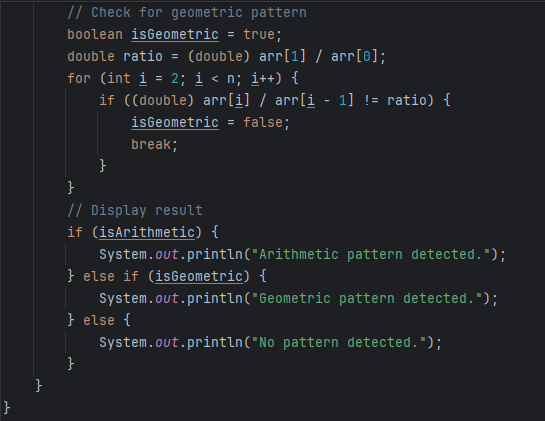 // Check for geometric pattern
boolean isGeometric = true;
double ratio = (double) arr[1] / arr[0];
for (int i = 2; i < n; i++) {
if ((double) arr[i] / arr[i - 1] != ratio) {
isGeometric = false;
break;
}
}
// Display result
if (isArithmetic) {
System.out.println("Arithmetic pattern detected.");
} else if (isGeometric) {
System.out.println("Geometric pattern detected.");
} else {
System.out.println("No pattern detected.");
}
}
}